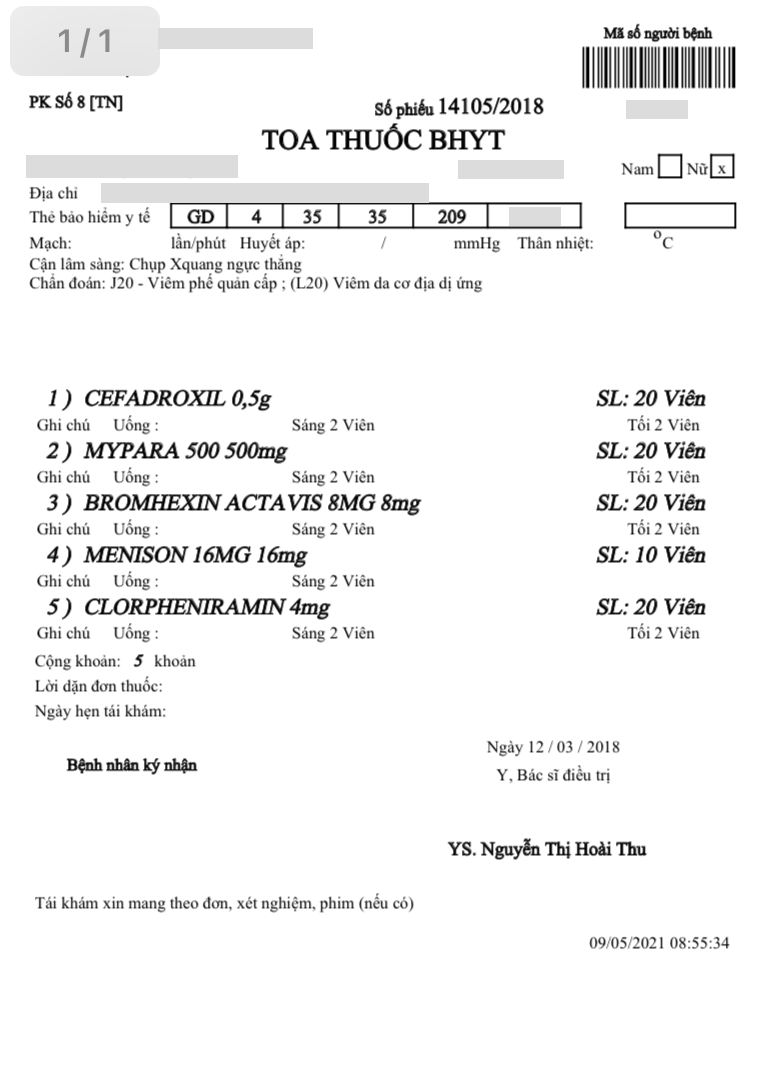 1/1
Mã số người bệnh
PK Số 8 [TN]
Số phiếu 14105/2018
TOA THUỐC BHYT
Nam Nữ x
Địa chỉ
Thẻ bảo hiểm y tế GD 4 35 35 209
Mạch: lần/phút Huyết áp: / mmHg Thân nhiệt: °C
Cận lâm sàng: Chụp Xquang ngực thẳng
Chẩn đoán: J20 - Viêm phế quản cấp ; (L20) Viêm da cơ địa dị ứng
1 ) CEFADROXIL 0,5g SL: 20 Viên
Ghi chú Uống : Sáng 2 Viên Tối 2 Viên
2 ) MYPARA 500 500mg SL: 20 Viên
Ghi chú Uống : Sáng 2 Viên Tối 2 Viên
3 ) BROMHEXIN ACTAVIS 8MG 8mg SL: 20 Viên
Ghi chú Uống : Sáng 2 Viên Tối 2 Viên
4 ) MENISON 16MG 16mg SL: 10 Viên
Ghi chú Uống : Sáng 2 Viên
5 ) CLORPHENIRAMIN 4mg SL: 20 Viên
Ghi chú Uống : Sáng 2 Viên Tối 2 Viên
Cộng khoản: 5 khoản
Lời dặn đơn thuốc:
Ngày hẹn tái khám:
Ngày 12 / 03 / 2018
Bệnh nhân ký nhận
Y, Bác sĩ điều trị
YS. Nguyễn Thị Hoài Thu
Tái khám xin mang theo đơn, xét nghiệm, phim (nếu có)
09/05/2021 08:55:34